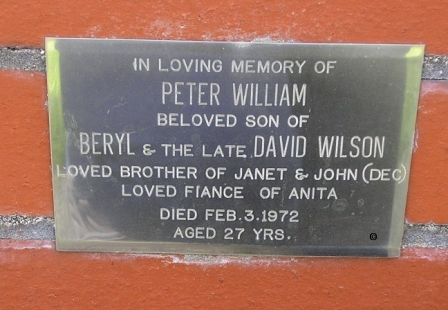 IN LOVING MEMORY OF
PETER WILLIAM
BELOVED SON OF
BERYL & THE LATE DAVID WILSON
LOVED BROTHER OF JANET & JOHN (DEC)
LOVED FIANCE OF ANITA
DIED FEB.3.1972
AGED 27 YRS.